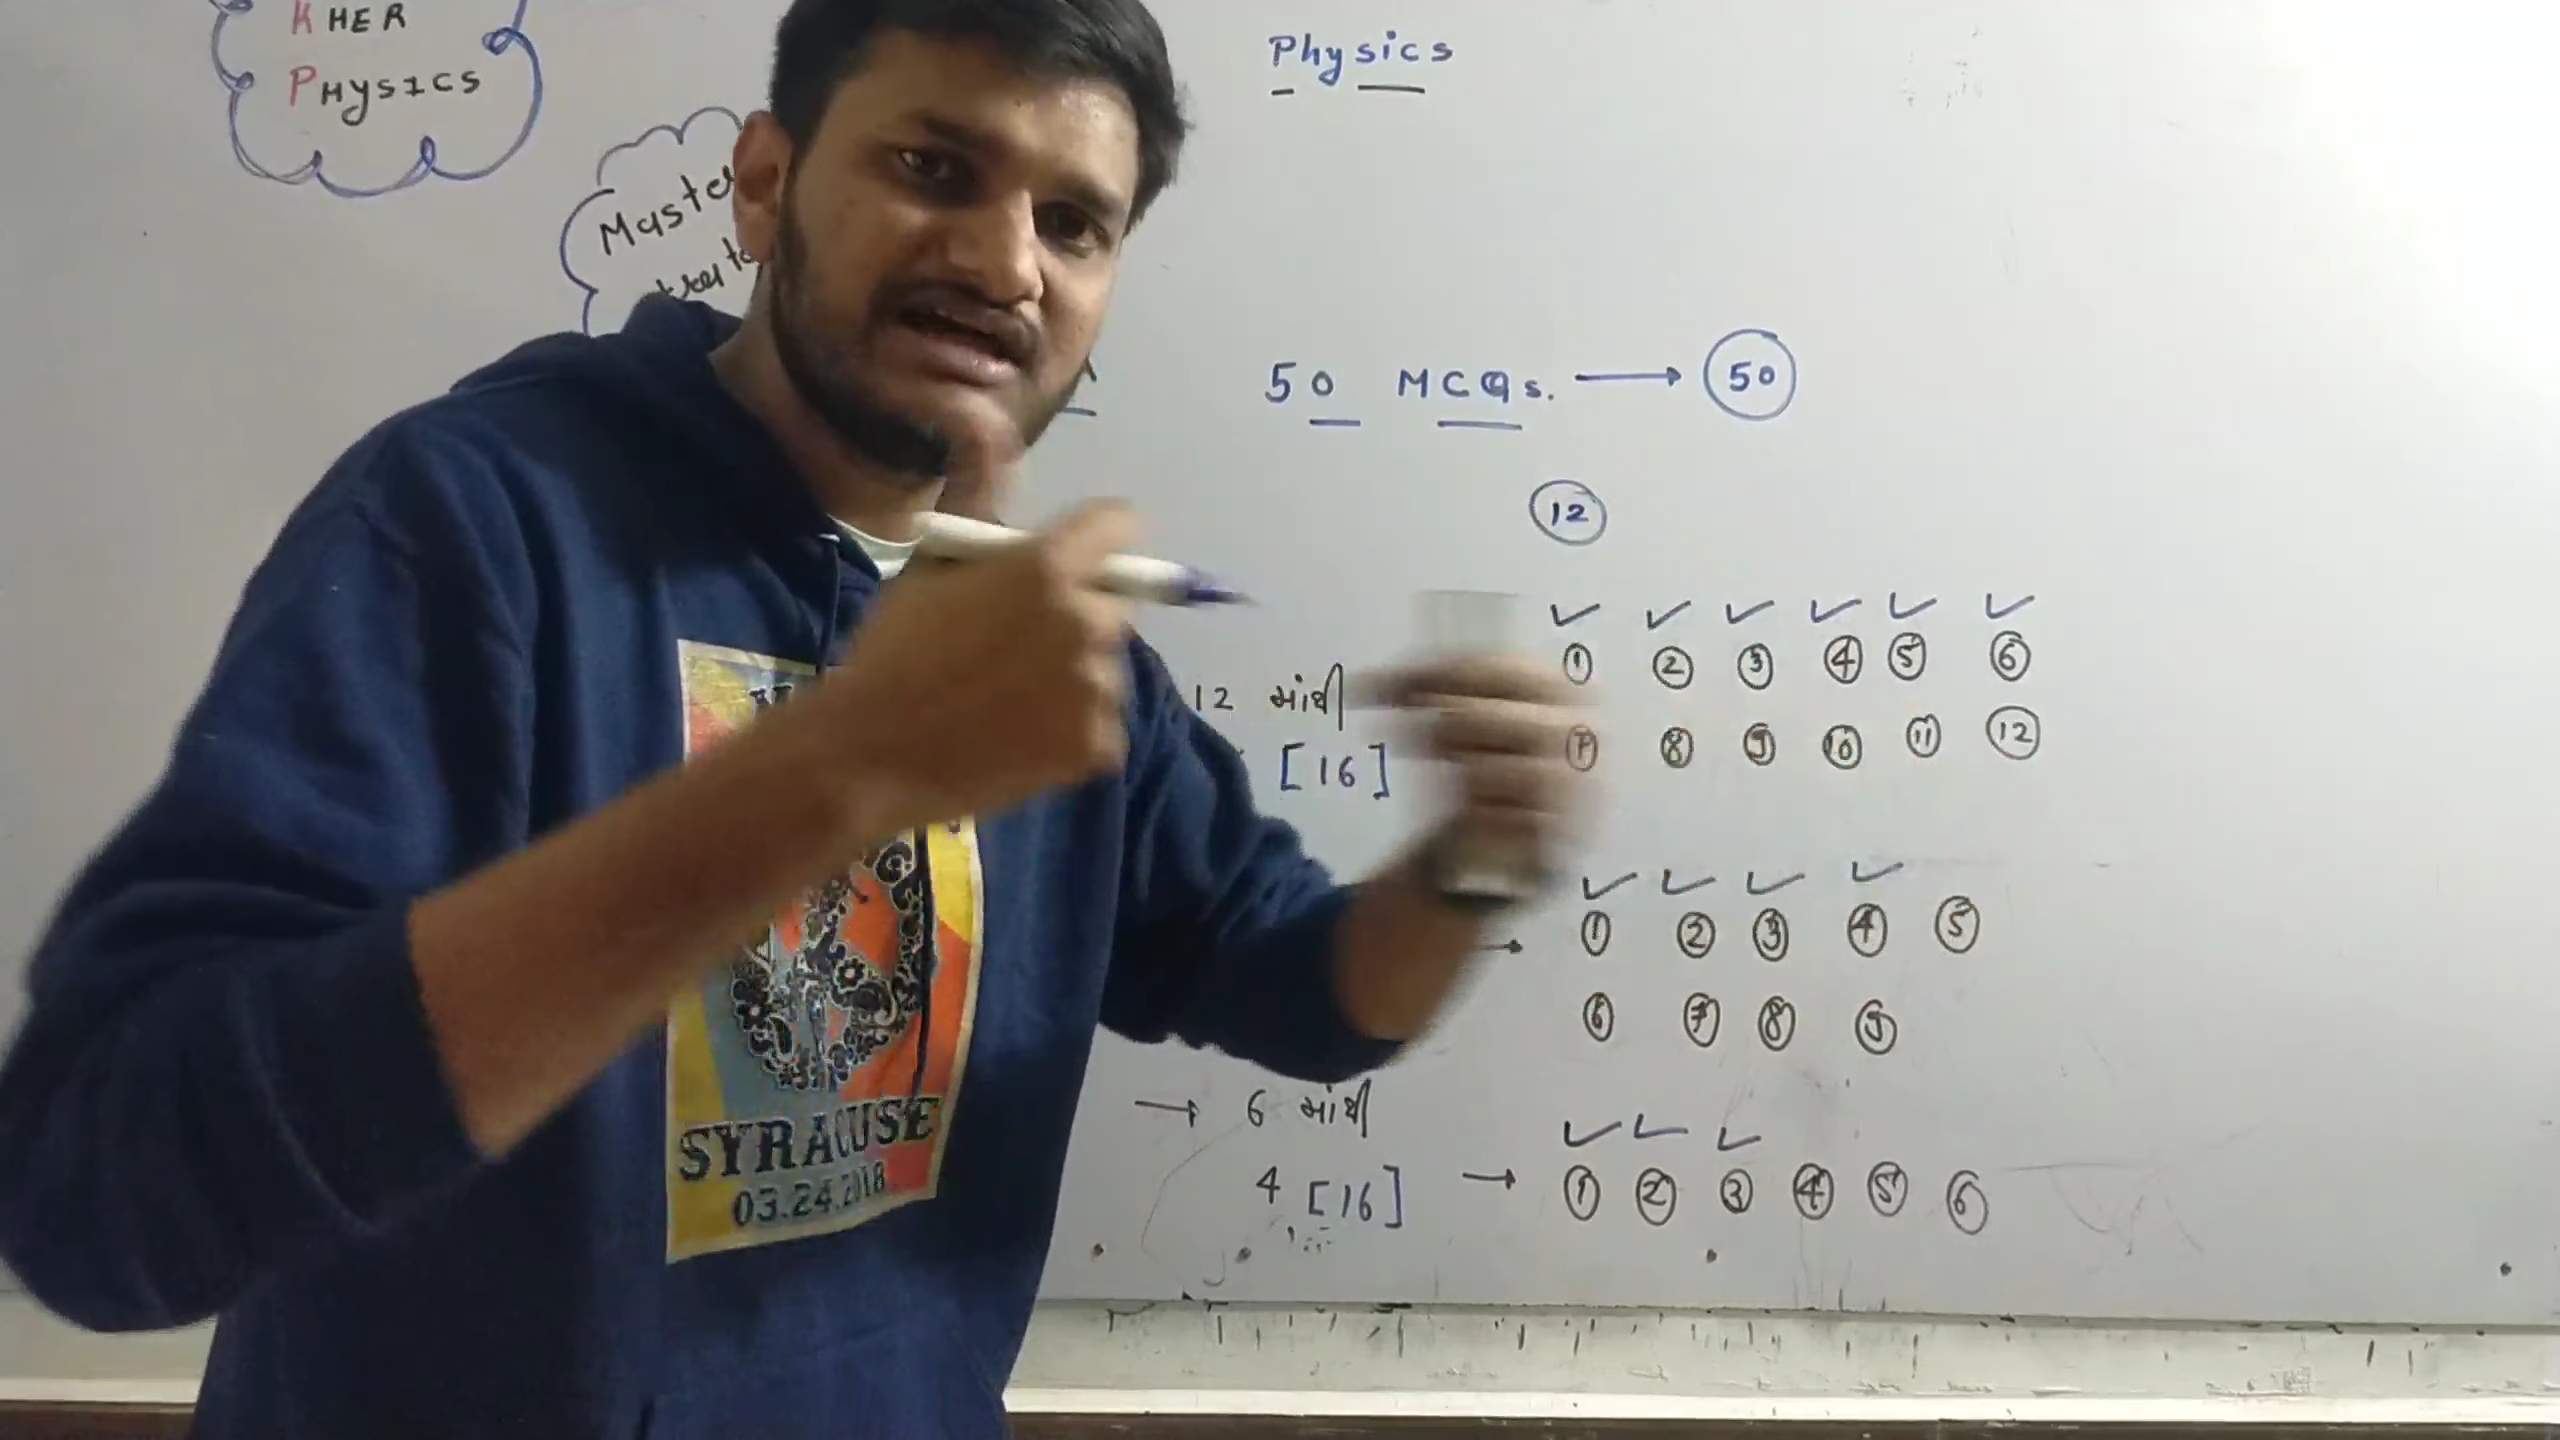 KHER
PHYSICS
Physics
50 MCQs. → 50
12
12 માંથી
[16]
✓ ✓ ✓ ✓ ✓ ✓
1 2 3 4 5 6
7 8 9 10 11 12
✓ ✓ ✓ ✓
→ 1 2 3 4 5
6 7 8 9
→ 6 માંથી
4 [16] →
✓ ✓ ✓
1 2 3 4 5 6
SYRACUSE
03.24.2018